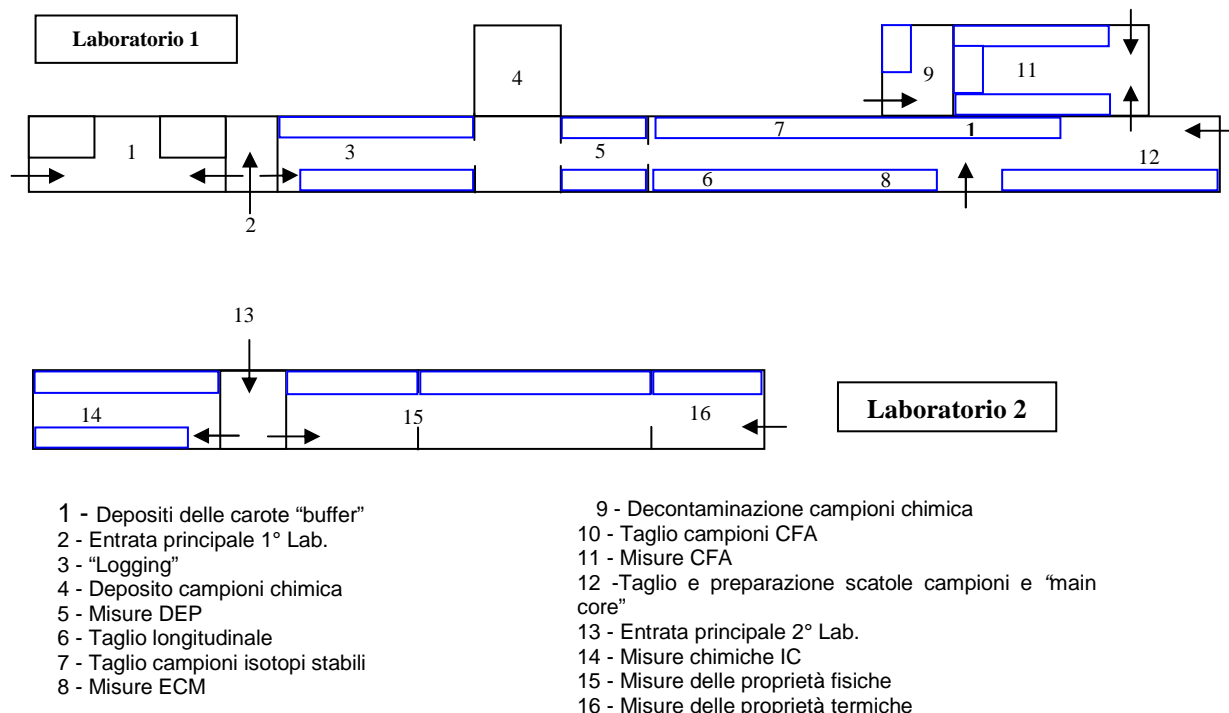 Laboratorio 1
4
9
11
1
3
5
7
1
12
6
8
2
13
14
15
16
Laboratorio 2
1 - Depositi delle carote “buffer”
2 - Entrata principale 1° Lab.
3 - “Logging”
4 - Deposito campioni chimica
5 - Misure DEP
6 - Taglio longitudinale
7 - Taglio campioni isotopi stabili
8 - Misure ECM
9 - Decontaminazione campioni chimica
10 - Taglio campioni CFA
11 - Misure CFA
12 -Taglio e preparazione scatole campioni e “main
core”
13 - Entrata principale 2° Lab.
14 - Misure chimiche IC
15 - Misure delle proprietà fisiche
16 - Misure delle proprietà termiche